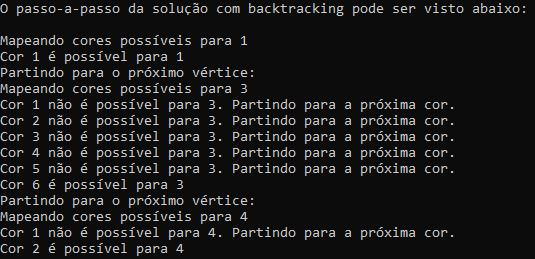 O passo-a-passo da solução com backtracking pode ser visto abaixo:
Mapeando cores possíveis para 1
Cor 1 é possível para 1
Partindo para o próximo vértice:
Mapeando cores possíveis para 3
Cor 1 não é possível para 3. Partindo para a próxima cor.
Cor 2 não é possível para 3. Partindo para a próxima cor.
Cor 3 não é possível para 3. Partindo para a próxima cor.
Cor 4 não é possível para 3. Partindo para a próxima cor.
Cor 5 não é possível para 3. Partindo para a próxima cor.
Cor 6 é possível para 3
Partindo para o próximo vértice:
Mapeando cores possíveis para 4
Cor 1 não é possível para 4. Partindo para a próxima cor.
Cor 2 é possível para 4